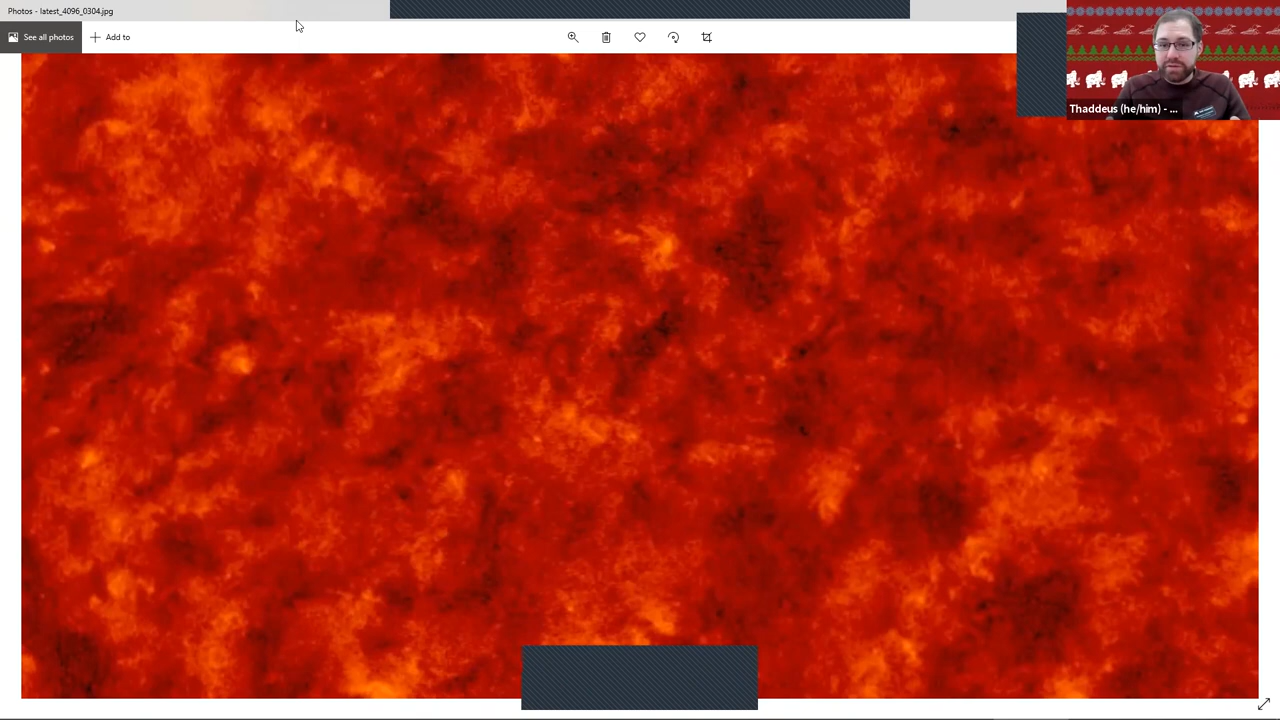 Photos - latest_4096_0304.jpg
See all photos
Add to
Thaddeus (he/him) - ...